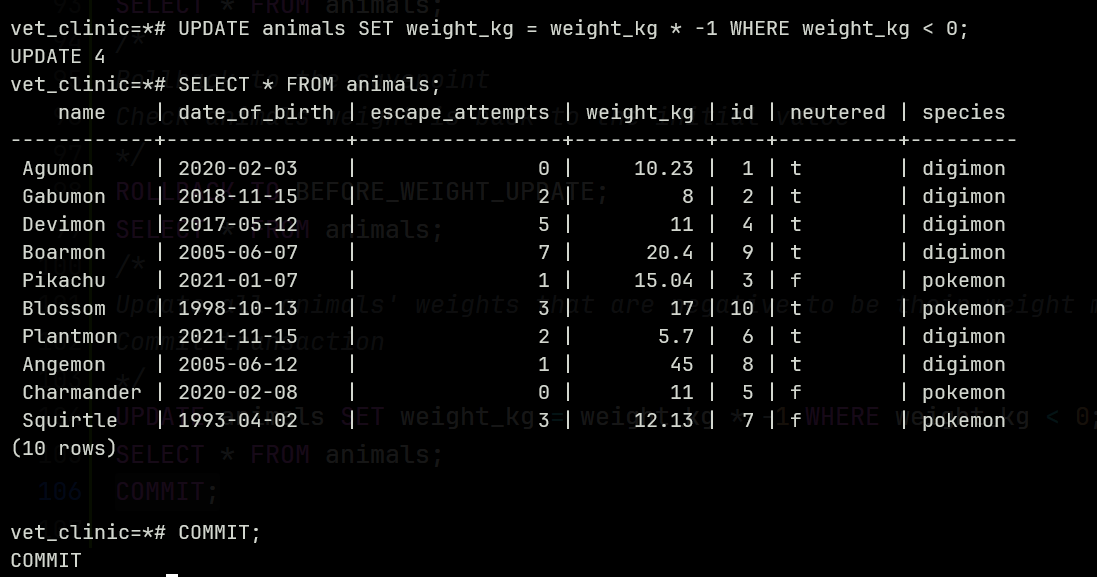 vet_clinic=*# UPDATE animals SET weight_kg = weight_kg * -1 WHERE weight_kg < 0;
UPDATE 4
vet_clinic=*# SELECT * FROM animals;
    name    | date_of_birth | escape_attempts | weight_kg | id | neutered | species
------------+---------------+-----------------+-----------+----+----------+---------
 Agumon     | 2020-02-03    |               0 |     10.23 |  1 | t        | digimon
 Gabumon    | 2018-11-15    |               2 |         8 |  2 | t        | digimon
 Devimon    | 2017-05-12    |               5 |        11 |  4 | t        | digimon
 Boarmon    | 2005-06-07    |               7 |      20.4 |  9 | t        | digimon
 Pikachu    | 2021-01-07    |               1 |     15.04 |  3 | f        | pokemon
 Blossom    | 1998-10-13    |               3 |        17 | 10 | t        | pokemon
 Plantmon   | 2021-11-15    |               2 |       5.7 |  6 | t        | digimon
 Angemon    | 2005-06-12    |               1 |        45 |  8 | t        | digimon
 Charmander | 2020-02-08    |               0 |        11 |  5 | f        | pokemon
 Squirtle   | 1993-04-02    |               3 |     12.13 |  7 | f        | pokemon
(10 rows)
SELECT * FROM animals;
106 COMMIT;
vet_clinic=*# COMMIT;
COMMIT